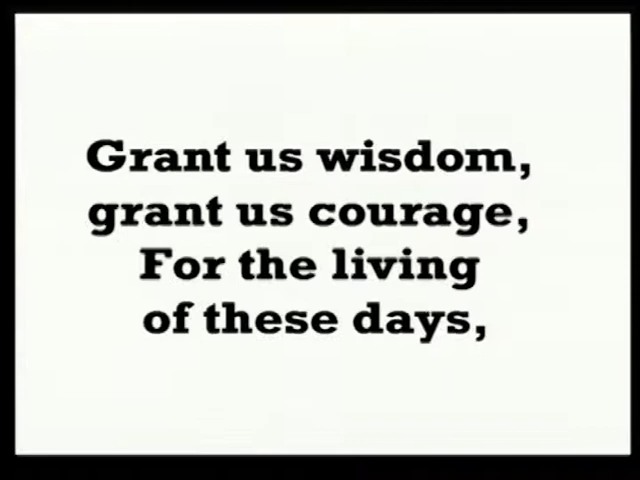 Grant us wisdom,
grant us courage,
For the living
of these days,